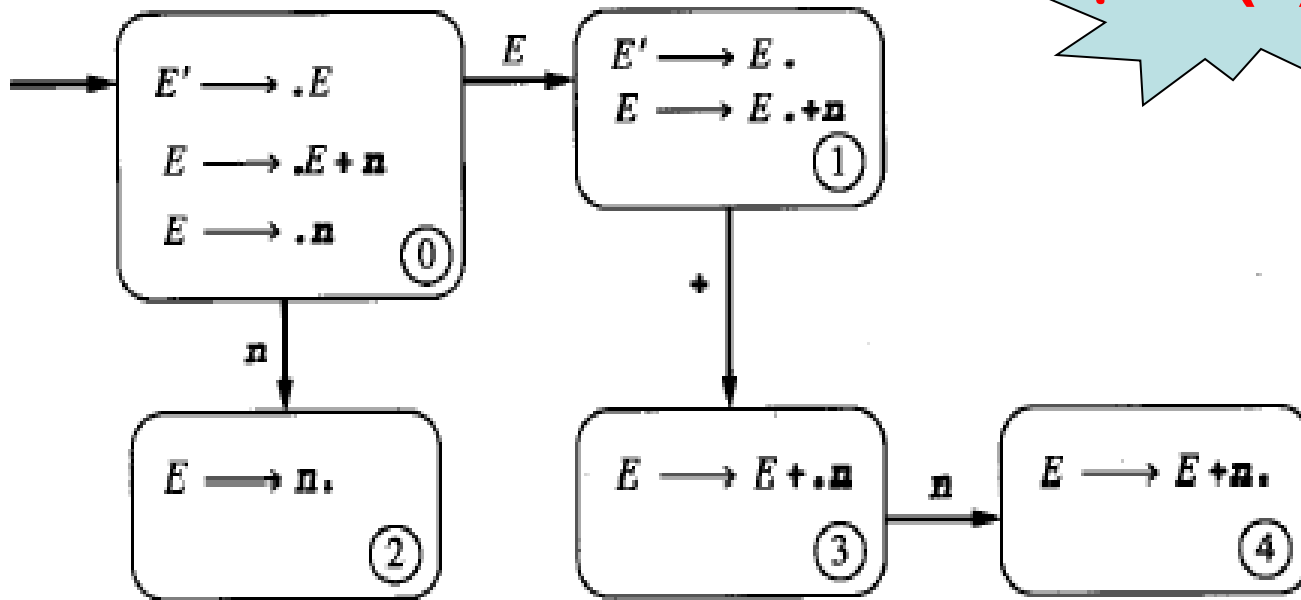 E' ⟶ .E
E ⟶ .E + n
E ⟶ .n
0
E
E' ⟶ E .
E ⟶ E .+n
1
n
+
E ⟶ n.
2
E ⟶ E + .n
3
n
E ⟶ E +n.
4